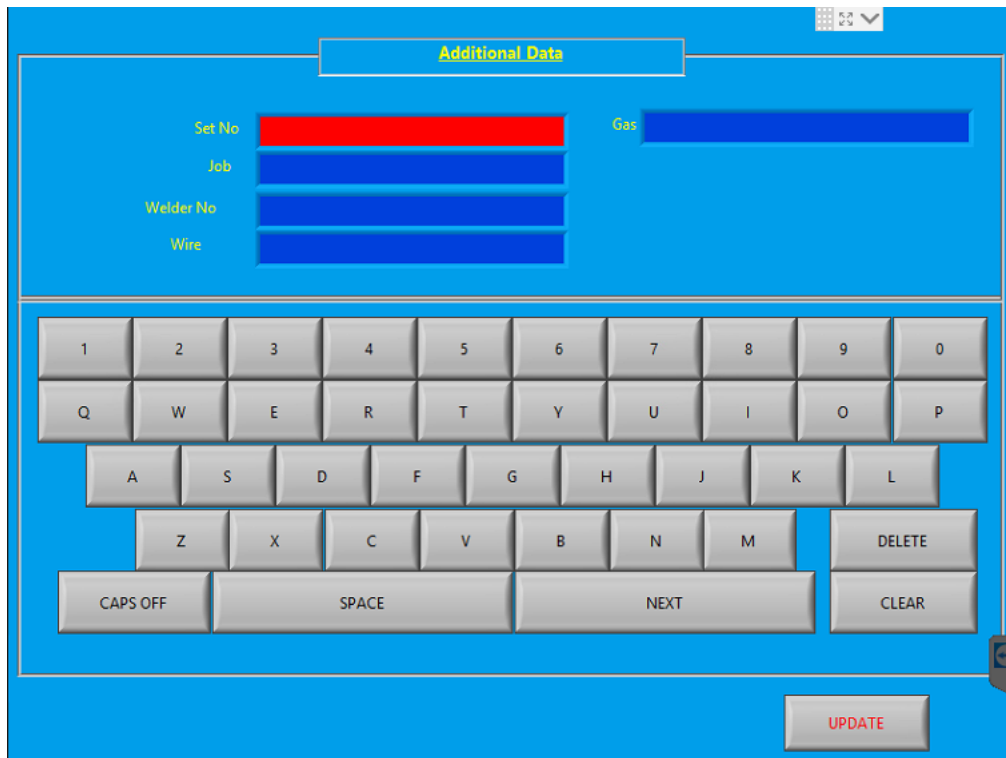 Additional Data
Set No
Gas
Job
Welder No
Wire
1 2 3 4 5 6 7 8 9 0
Q W E R T Y U I O P
A S D F G H J K L
Z X C V B N M DELETE
CAPS OFF SPACE NEXT CLEAR
UPDATE